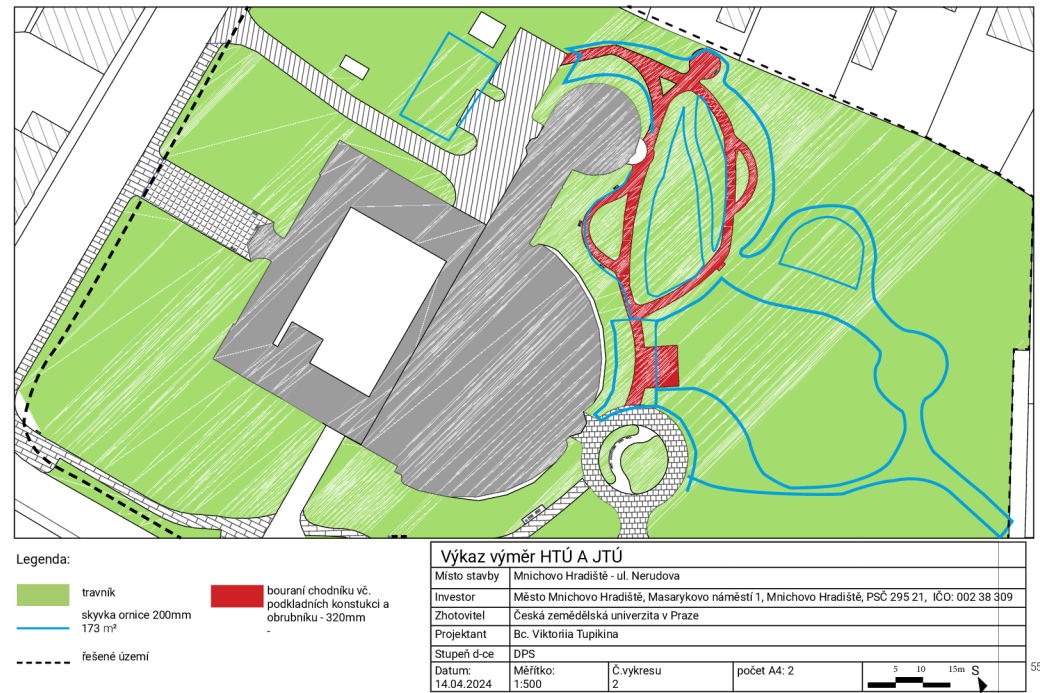 Legenda:
travník
skyvka ornice 200mm
173 m²
řešené území
bouraní chodníku vč.
podkladních konstukci a
obrubníku - 320mm
-
Výkaz výměr HTÚ A JTÚ
Místo stavby Mnichovo Hradiště - ul. Nerudova
Investor Město Mnichovo Hradiště, Masarykovo náměstí 1, Mnichovo Hradiště, PSČ 295 21, IČO: 002 38 309
Zhotovitel Česká zemědělská univerzita v Praze
Projektant Bc. Viktoriia Tupikina
Stupeň d-ce DPS
Datum: Měřítko: Č.vykresu počet A4: 2 5 10 15m S
14.04.2024 1:500 2
55